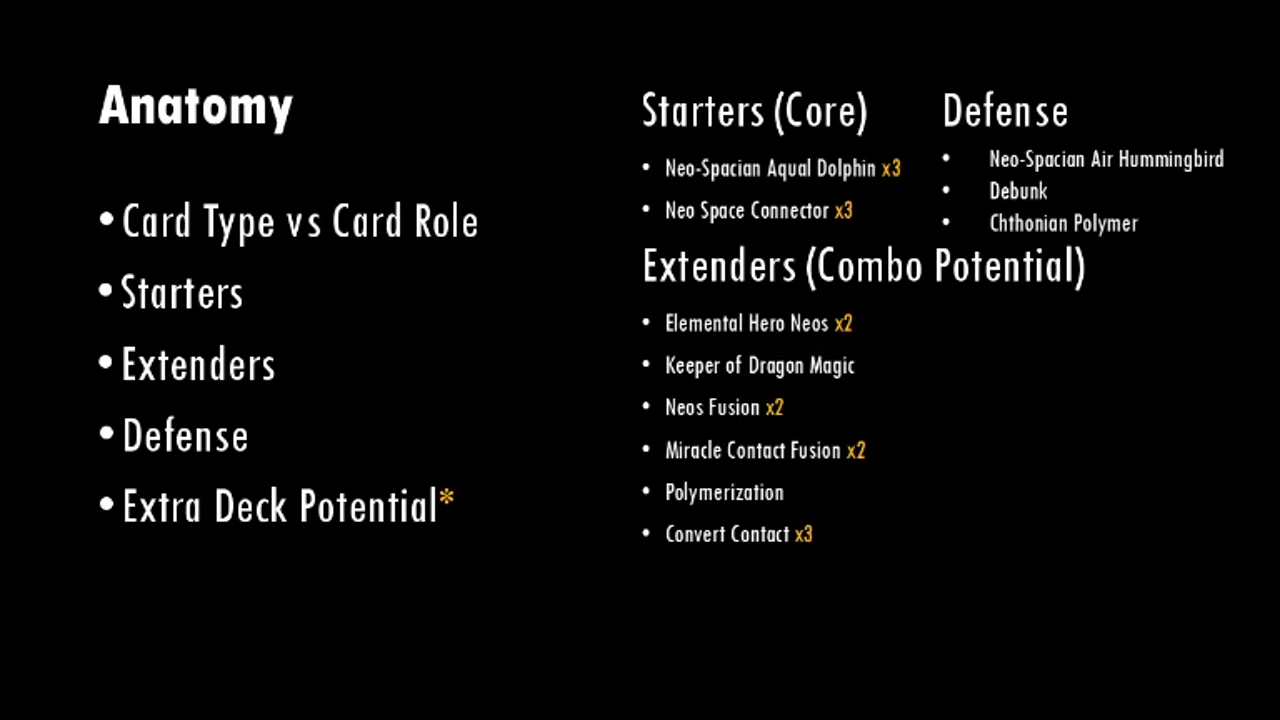 Anatomy
• Card Type vs Card Role
• Starters
• Extenders
• Defense
• Extra Deck Potential*
Starters (Core)
• Neo-Spacian Aqual Dolphin x3
• Neo Space Connector x3
Extenders (Combo Potential)
• Elemental Hero Neos x2
• Keeper of Dragon Magic
• Neos Fusion x2
• Miracle Contact Fusion x2
• Polymerization
• Convert Contact x3
Defense
• Neo-Spacian Air Hummingbird
• Debunk
• Chthonian Polymer